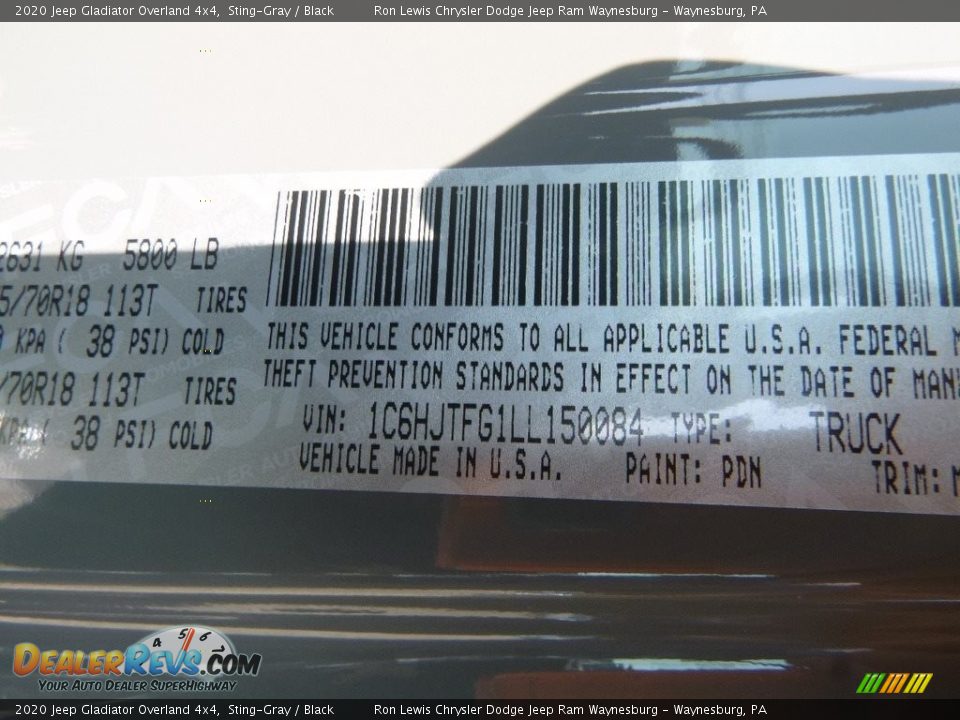 2020 Jeep Gladiator Overland 4x4, Sting-Gray / Black Ron Lewis Chrysler Dodge Jeep Ram Waynesburg - Waynesburg, PA
2631 KG 5800 LB
5/70R18 113T TIRES
KPA ( 38 PSI) COLD
/70R18 113T TIRES
KPA ( 38 PSI) COLD
THIS VEHICLE CONFORMS TO ALL APPLICABLE U.S.A. FEDERAL M
THEFT PREVENTION STANDARDS IN EFFECT ON THE DATE OF MAN
VIN: 1C6HJTFG1LL150084 TYPE: TRUCK
VEHICLE MADE IN U.S.A. PAINT: PDN TRIM: M
4 5 6
DealerRevs.com
Your Auto Dealer SuperHighway
2020 Jeep Gladiator Overland 4x4, Sting-Gray / Black Ron Lewis Chrysler Dodge Jeep Ram Waynesburg - Waynesburg, PA